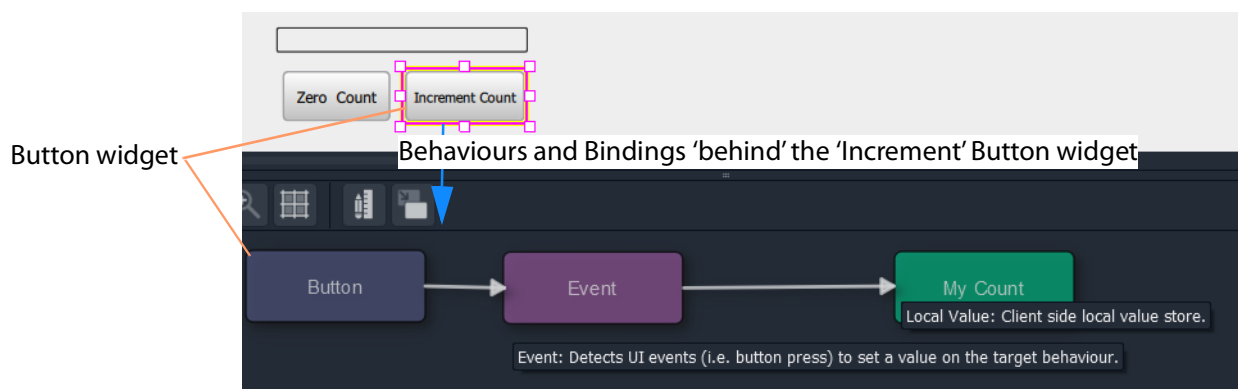 Zero Count
Increment Count
Button widget
Behaviours and Bindings ‘behind’ the ‘Increment’ Button widget
Button
Event
My Count
Local Value: Client side local value store.
Event: Detects UI events (i.e. button press) to set a value on the target behaviour.